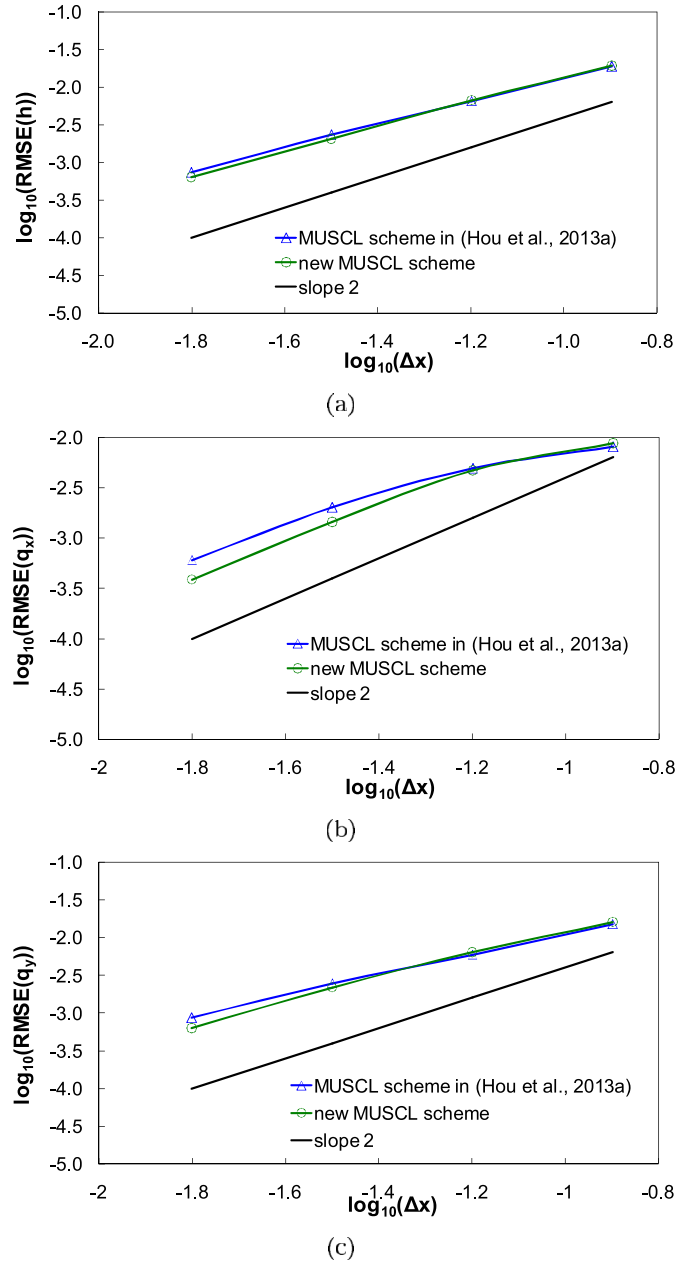 -1.0
-1.5
-2.0
-2.5
-3.0
-3.5
-4.0
-4.5
-5.0
log10(RMSE(h))
MUSCL scheme in (Hou et al., 2013a)
new MUSCL scheme
slope 2
-2.0 -1.8 -1.6 -1.4 -1.2 -1.0 -0.8
log10(Δx)
(a)
-2.0
-2.5
-3.0
-3.5
-4.0
-4.5
-5.0
log10(RMSE(qx))
MUSCL scheme in (Hou et al., 2013a)
new MUSCL scheme
slope 2
-2 -1.8 -1.6 -1.4 -1.2 -1 -0.8
log10(Δx)
(b)
-1.0
-1.5
-2.0
-2.5
-3.0
-3.5
-4.0
-4.5
-5.0
log10(RMSE(qy))
MUSCL scheme in (Hou et al., 2013a)
new MUSCL scheme
slope 2
-2 -1.8 -1.6 -1.4 -1.2 -1 -0.8
log10(Δx)
(c)